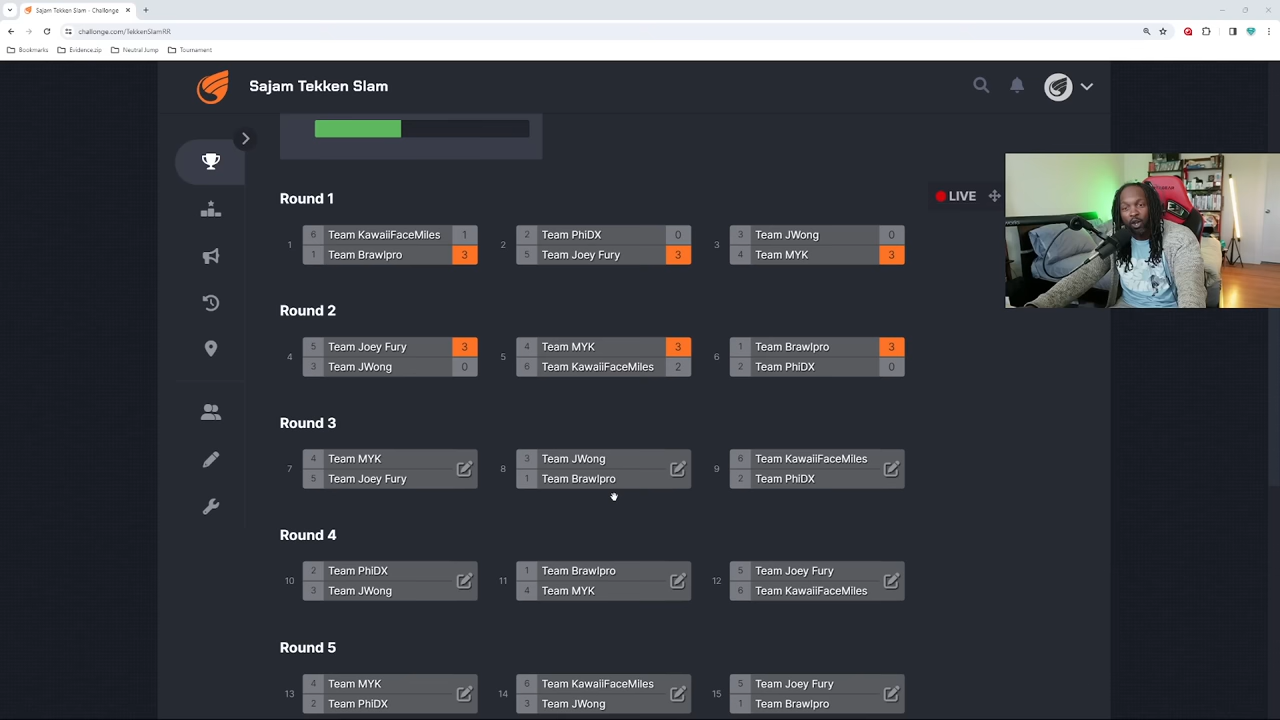 Sajam Tekken Slam - Challonge
challonge.com/TekkenSlamRR
Bookmarks
Evidence.zip
Neutral Jump
Tournament
Sajam Tekken Slam
LIVE
Round 1
1
6 Team KawaiiFaceMiles 1
1 Team Brawlpro 3
2
2 Team PhiDX 0
5 Team Joey Fury 3
3
3 Team JWong 0
4 Team MYK 3
Round 2
4
5 Team Joey Fury 3
3 Team JWong 0
5
4 Team MYK 3
6 Team KawaiiFaceMiles 2
6
1 Team Brawlpro 3
2 Team PhiDX 0
Round 3
7
4 Team MYK
5 Team Joey Fury
8
3 Team JWong
1 Team Brawlpro
9
6 Team KawaiiFaceMiles
2 Team PhiDX
Round 4
10
2 Team PhiDX
3 Team JWong
11
1 Team Brawlpro
4 Team MYK
12
5 Team Joey Fury
6 Team KawaiiFaceMiles
Round 5
13
4 Team MYK
2 Team PhiDX
14
6 Team KawaiiFaceMiles
3 Team JWong
15
5 Team Joey Fury
1 Team Brawlpro